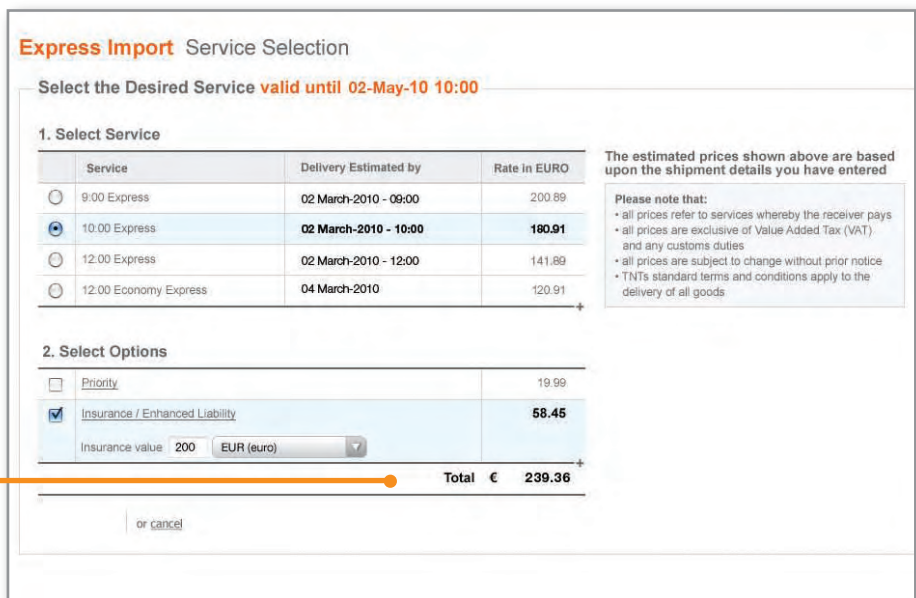 Express Import Service Selection
Select the Desired Service valid until 02-May-10 10:00
1. Select Service
Service Delivery Estimated by Rate in EURO
9:00 Express 02 March-2010 - 09:00 200.89
10:00 Express 02 March-2010 - 10:00 180.91
12:00 Express 02 March-2010 - 12:00 141.89
12:00 Economy Express 04 March-2010 120.91
The estimated prices shown above are based
upon the shipment details you have entered
Please note that:
• all prices refer to services whereby the receiver pays
• all prices are exclusive of Value Added Tax (VAT)
and any customs duties
• all prices are subject to change without prior notice
• TNTs standard terms and conditions apply to the
delivery of all goods
2. Select Options
Priority 19.99
Insurance / Enhanced Liability 58.45
Insurance value 200 EUR (euro)
Total € 239.36
or cancel